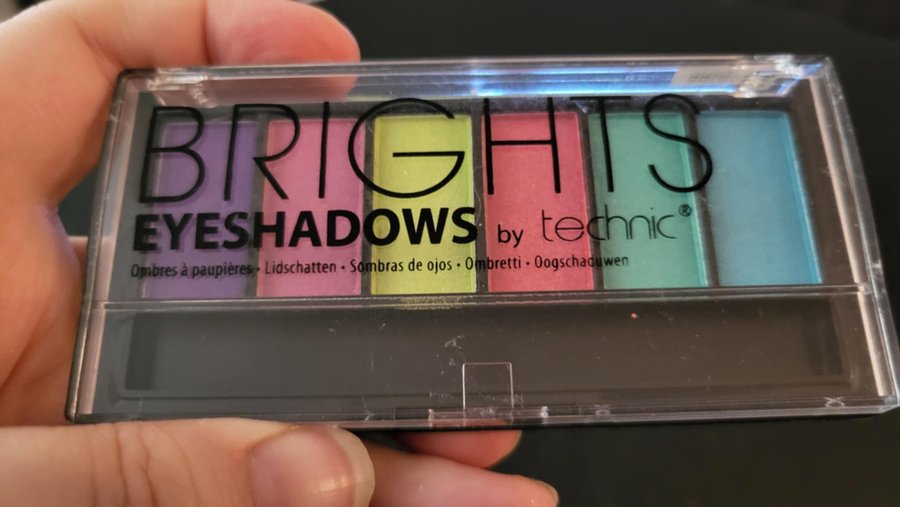 BRIGHTS
EYESHADOWS by technic®
Ombres à paupières • Lidschatten • Sombras de ojos • Ombretti • Oogschaduwen